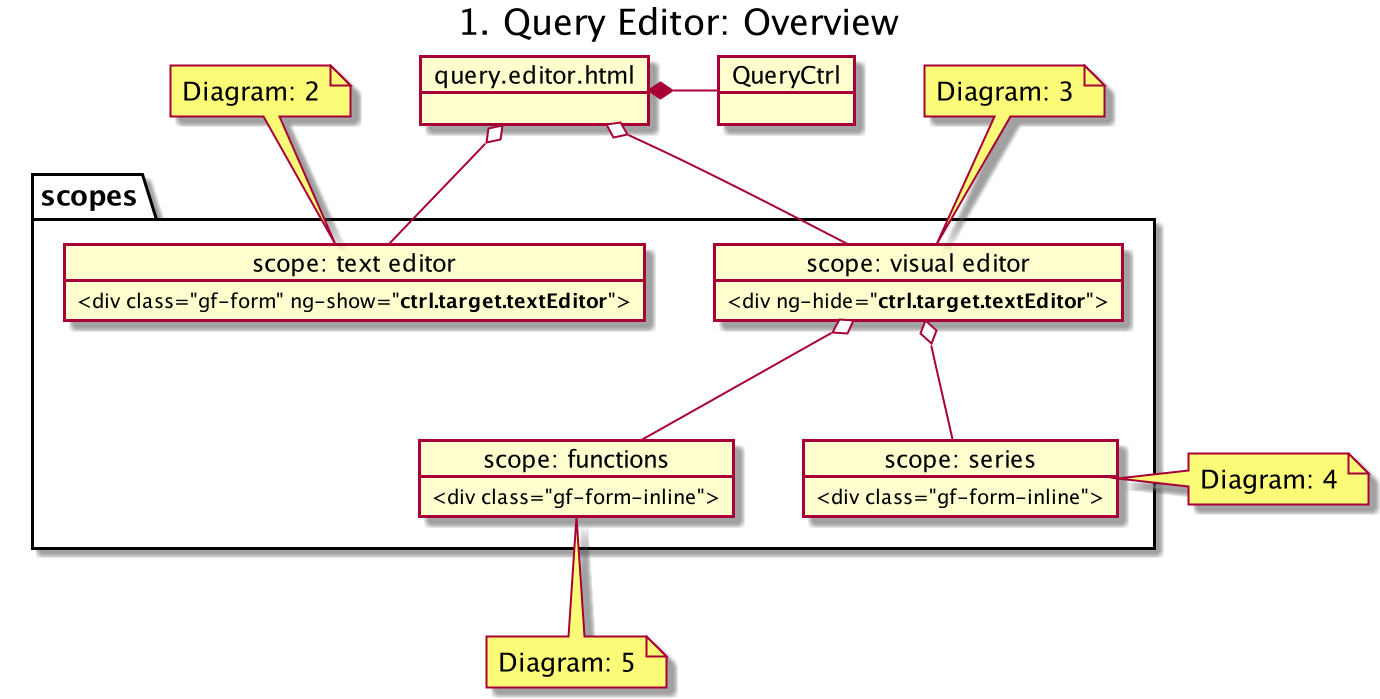 1. Query Editor: Overview
query.editor.html
QueryCtrl
Diagram: 2
Diagram: 3
scopes
scope: text editor
<div class="gf-form" ng-show="ctrl.target.textEditor">
scope: visual editor
<div ng-hide="ctrl.target.textEditor">
scope: functions
<div class="gf-form-inline">
scope: series
<div class="gf-form-inline">
Diagram: 4
Diagram: 5